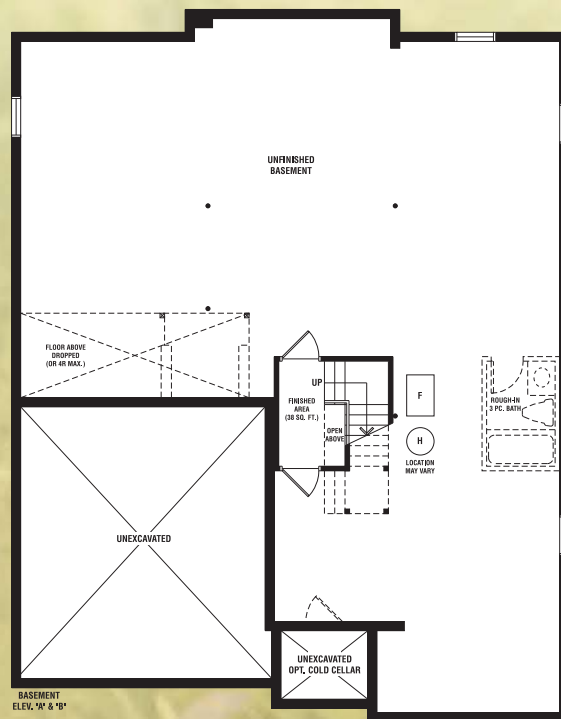 UNFINISHED
BASEMENT
FLOOR ABOVE
DROPPED
(OR 4R MAX.)
UP
F
FINISHED
AREA
(38 SQ. FT.)
OPEN
ABOVE
ROUGH-IN
3 PC. BATH
H
LOCATION
MAY VARY
UNEXCAVATED
UNEXCAVATED
OPT. COLD CELLAR
BASEMENT
ELEV. 'A' & 'B'